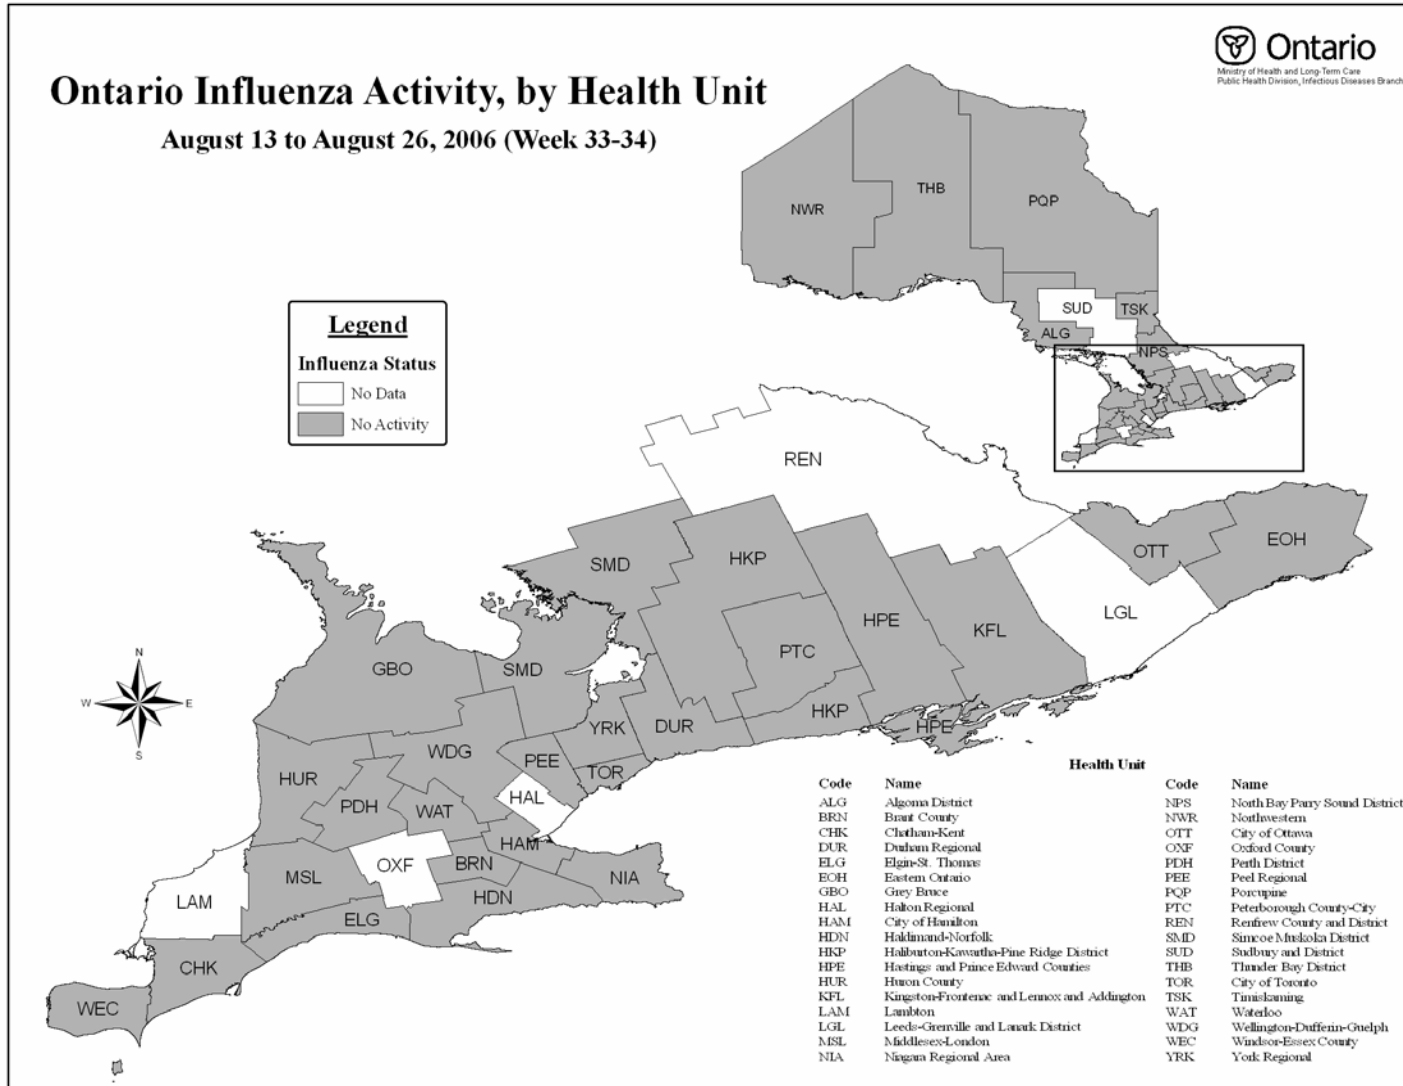 Ontario
Ministry of Health and Long-Term Care
Public Health Division, Infectious Diseases Branch
Ontario Influenza Activity, by Health Unit
August 13 to August 26, 2006 (Week 33-34)
THB
NWR
PQP
SUD
TSK
ALG
NPS
Legend
Influenza Status
No Data
No Activity
REN
EOH
OTT
SMD
HKP
LGL
HPE
KFL
PTC
GBO
SMD
N
W
E
S
HKP
YRK
DUR
HPE
WDG
PEE
TOR
HUR
HAL
PDH
WAT
HAM
OXF
BRN
MSL
NIA
HDN
LAM
ELG
CHK
WEC
Health Unit
Code Name Code Name
ALG Algoma District NPS North Bay Parry Sound District
BRN Brant County NWR Northwestern
CHK Chatham-Kent OTT City of Ottawa
DUR Durham Regional OXF Oxford County
ELG Elgin-St. Thomas PDH Perth District
EOH Eastern Ontario PEE Peel Regional
GBO Grey Bruce PQP Porcupine
HAL Halton Regional PTC Peterborough County-City
HAM City of Hamilton REN Renfrew County and District
HDN Haldimand-Norfolk SMD Simcoe Muskoka District
HKP Haliburton-Kawartha-Pine Ridge District SUD Sudbury and District
HPE Hastings and Prince Edward Counties THB Thunder Bay District
HUR Huron County TOR City of Toronto
KFL Kingston-Frontenac and Lennox and Addington TSK Timiskaming
LAM Lambton WAT Waterloo
LGL Leeds-Grenville and Lanark District WDG Wellington-Dufferin-Guelph
MSL Middlesex-London WEC Windsor-Essex County
NIA Niagara Regional Area YRK York Regional